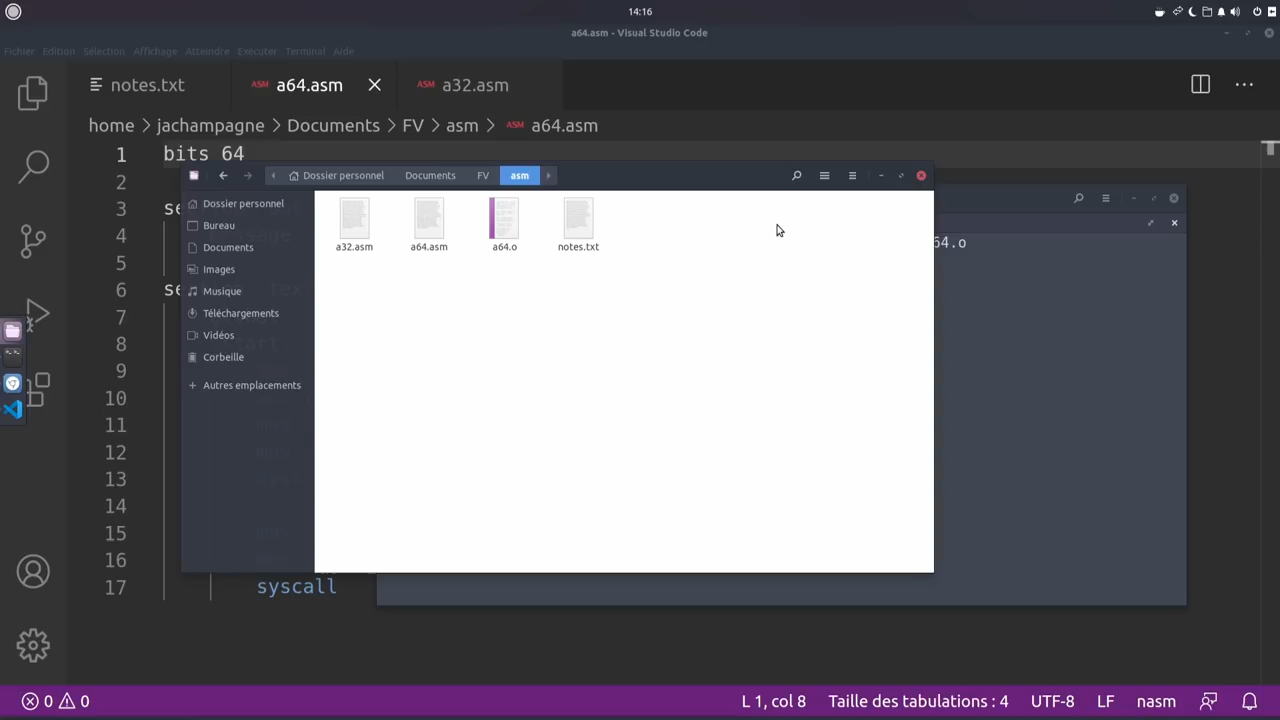 14:16
a64.asm - Visual Studio Code
Fichier Edition Sélection Affichage Atteindre Exécuter Terminal Aide
notes.txt
ASM a64.asm
ASM a32.asm
home > jachampagne > Documents > FV > asm > ASM a64.asm
1 bits 64
2
3
4
5
6
7
8
9
10
11
12
13
14
15
16
17 syscall
Dossier personnel Documents FV asm
Dossier personnel
Bureau
Documents
Images
Musique
Téléchargements
Vidéos
Corbeille
Autres emplacements
a32.asm a64.asm a64.o notes.txt
64.o
0 0
L 1, col 8 Taille des tabulations : 4 UTF-8 LF nasm